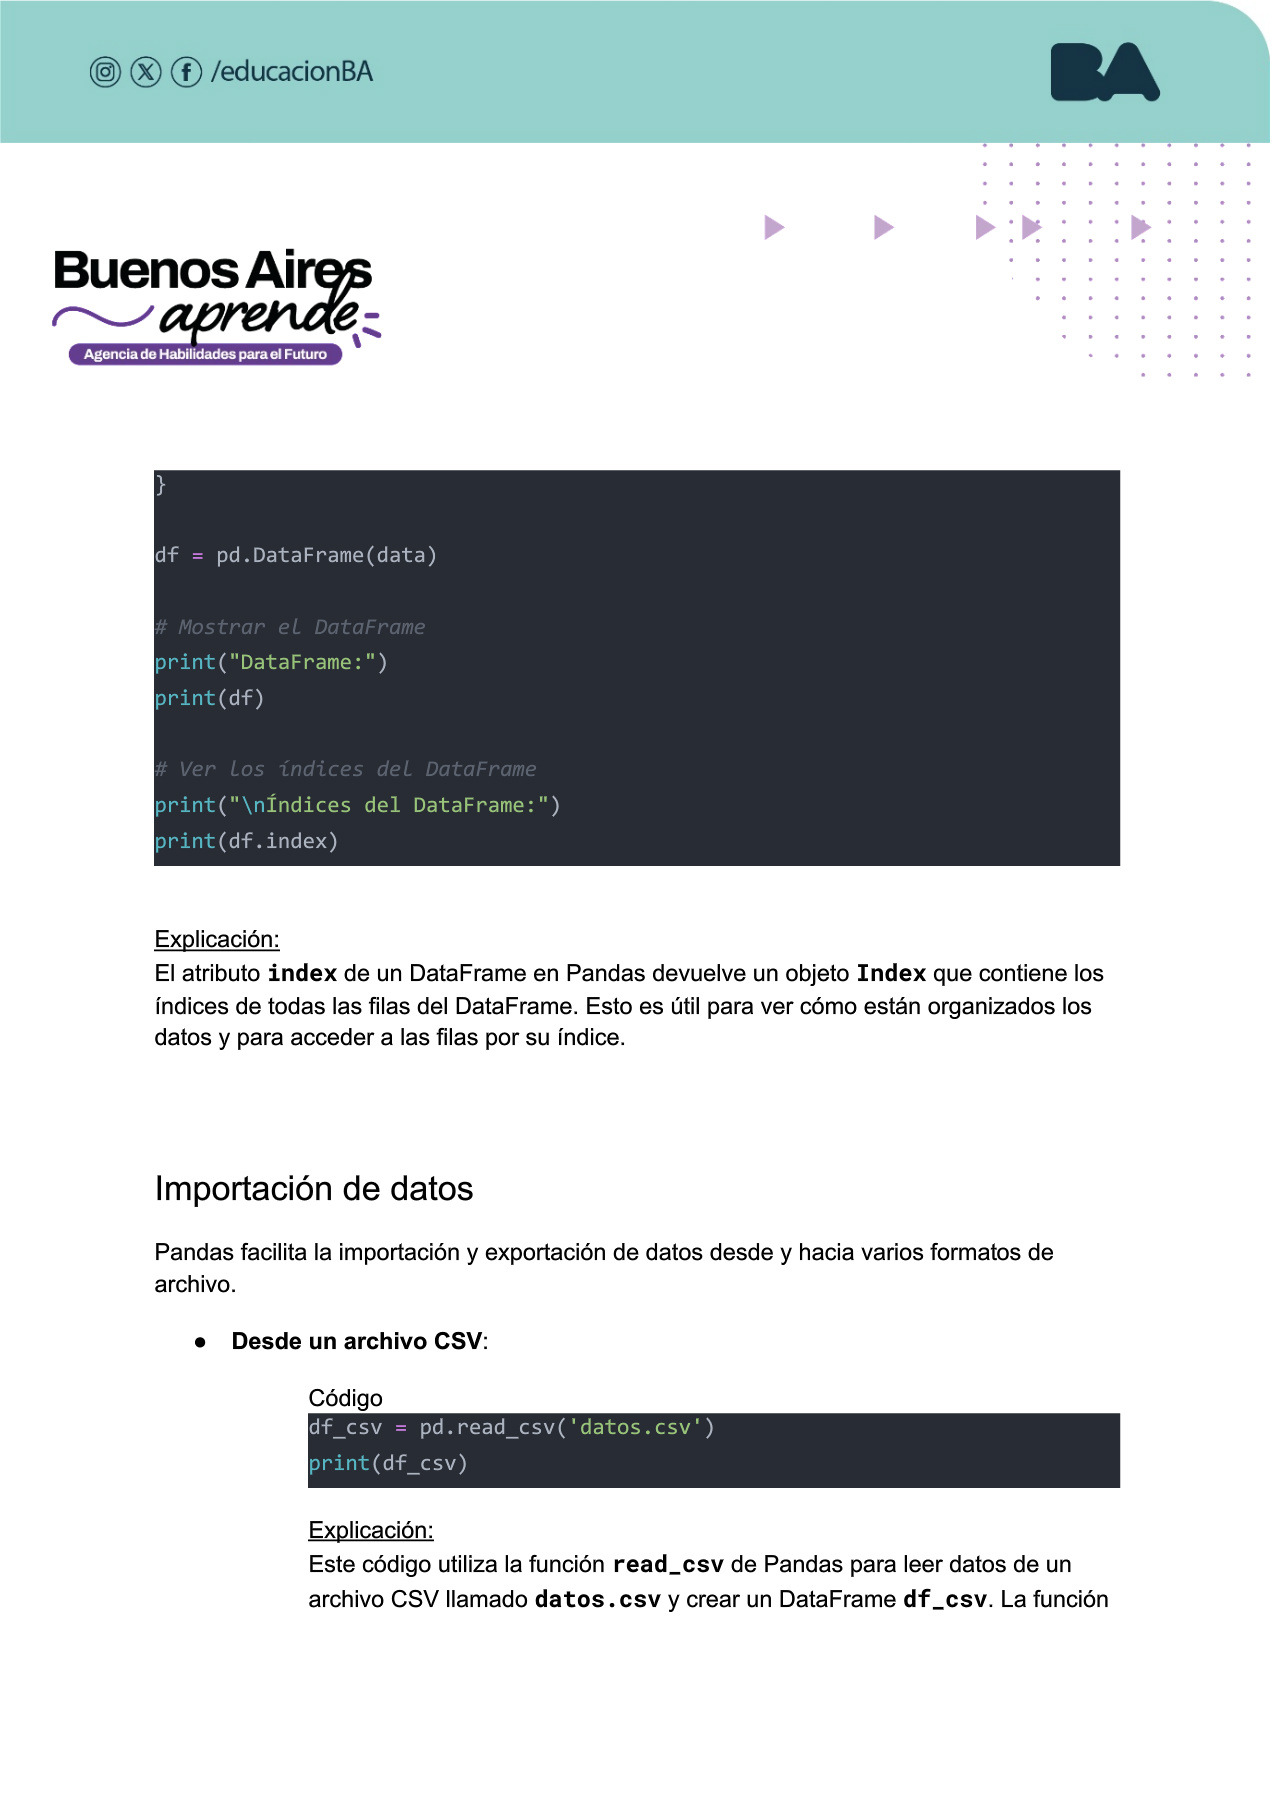 /educacionBA
BA
Buenos Aires
aprende
Agencia de Habilidades para el Futuro
}
df = pd.DataFrame(data)
# Mostrar el DataFrame
print("DataFrame:")
print(df)
# Ver los índices del DataFrame
print("\nÍndices del DataFrame:")
print(df.index)
Explicación:
El atributo index de un DataFrame en Pandas devuelve un objeto Index que contiene los
índices de todas las filas del DataFrame. Esto es útil para ver cómo están organizados los
datos y para acceder a las filas por su índice.
Importación de datos
Pandas facilita la importación y exportación de datos desde y hacia varios formatos de
archivo.
● Desde un archivo CSV:
Código
df_csv = pd.read_csv('datos.csv')
print(df_csv)
Explicación:
Este código utiliza la función read_csv de Pandas para leer datos de un
archivo CSV llamado datos.csv y crear un DataFrame df_csv. La función